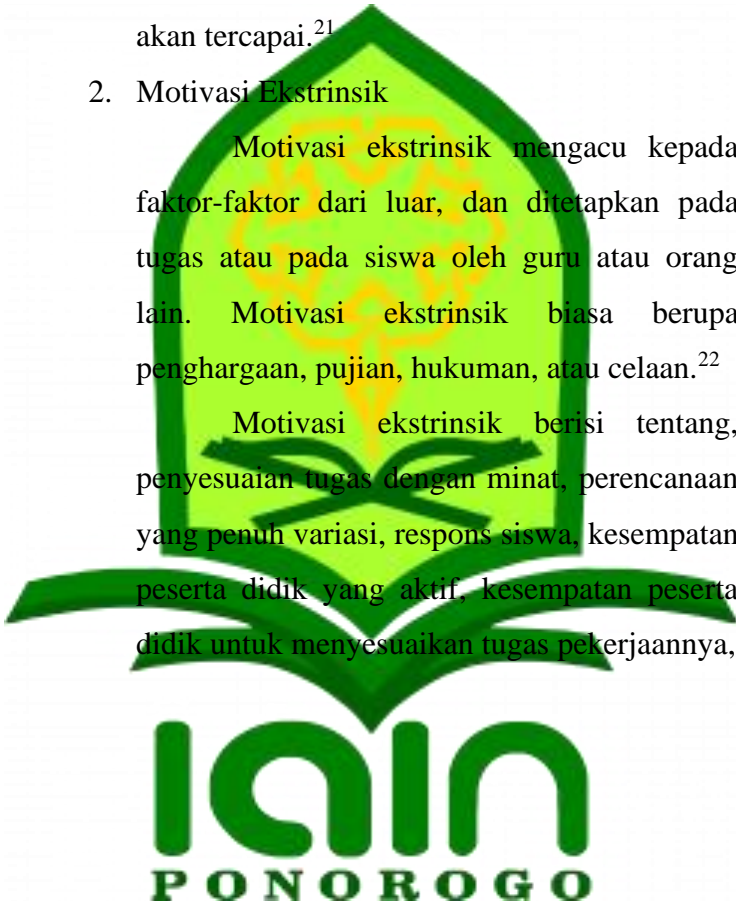 akan tercapai.21
2. Motivasi Ekstrinsik
Motivasi ekstrinsik mengacu kepada
faktor-faktor dari luar, dan ditetapkan pada
tugas atau pada siswa oleh guru atau orang
lain. Motivasi ekstrinsik biasa berupa
penghargaan, pujian, hukuman, atau celaan.22
Motivasi ekstrinsik berisi tentang,
penyesuaian tugas dengan minat, perencanaan
yang penuh variasi, respons siswa, kesempatan
peserta didik yang aktif, kesempatan peserta
didik untuk menyesuaikan tugas pekerjaannya,
iain
PONOROGO